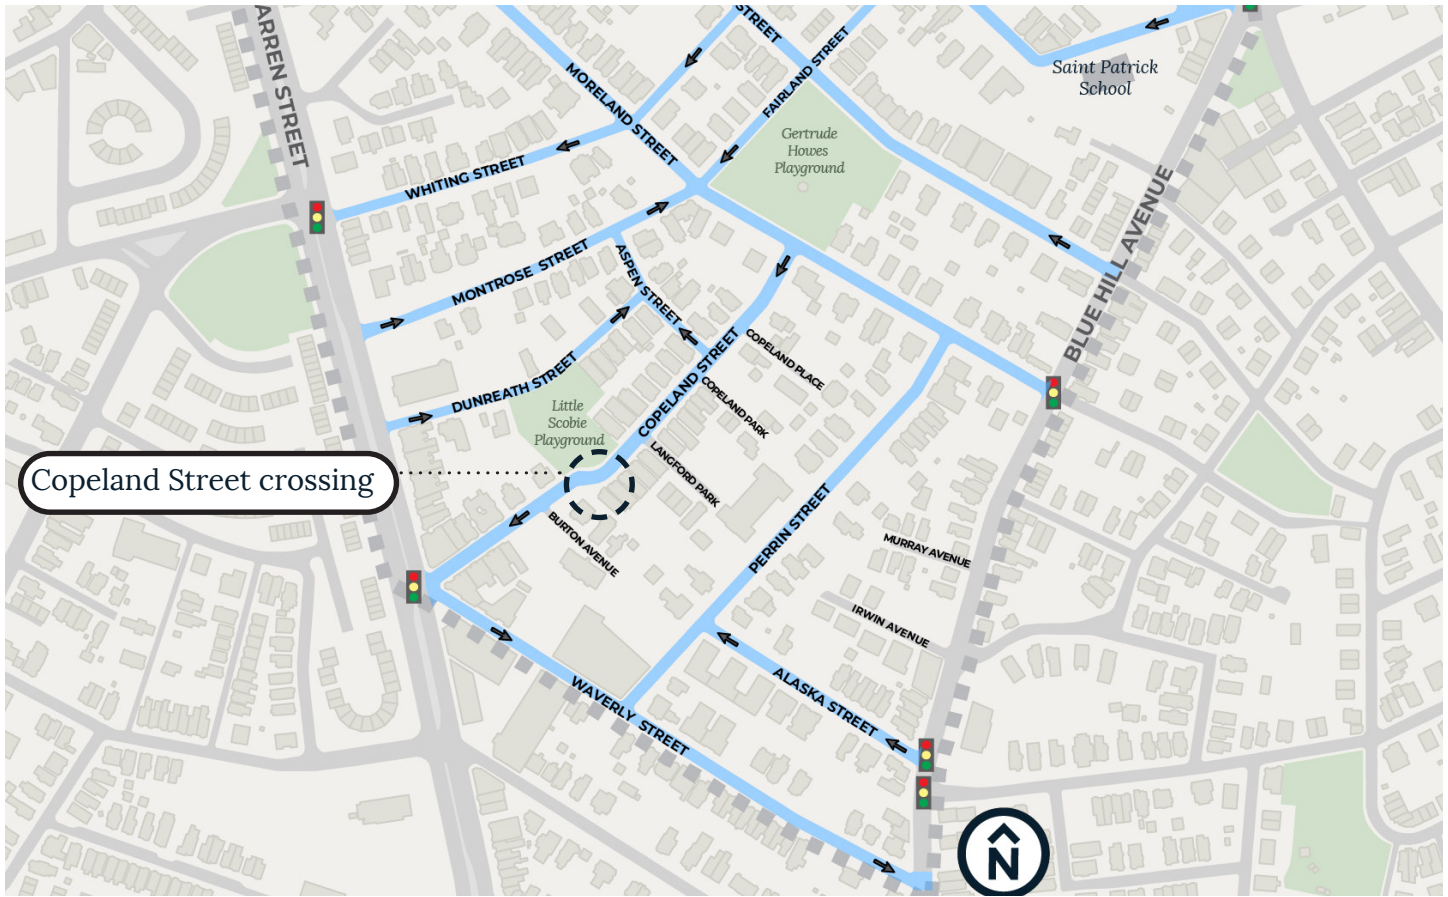 ARREN STREET
STREET
FAIRLAND STREET
MORELAND STREET
Saint Patrick
School
Gertrude
Howes
Playground
WHITING STREET
BLUE HILL AVENUE
MONTROSE STREET
ASPEN STREET
COPELAND STREET
COPELAND PLACE
COPELAND PARK
DUNREATH STREET
Little
Scobie
Playground
LANGFORD PARK
Copeland Street crossing
BURTON AVENUE
PERRIN STREET
MURRAY AVENUE
IRWIN AVENUE
ALASKA STREET
WAVERLY STREET
N